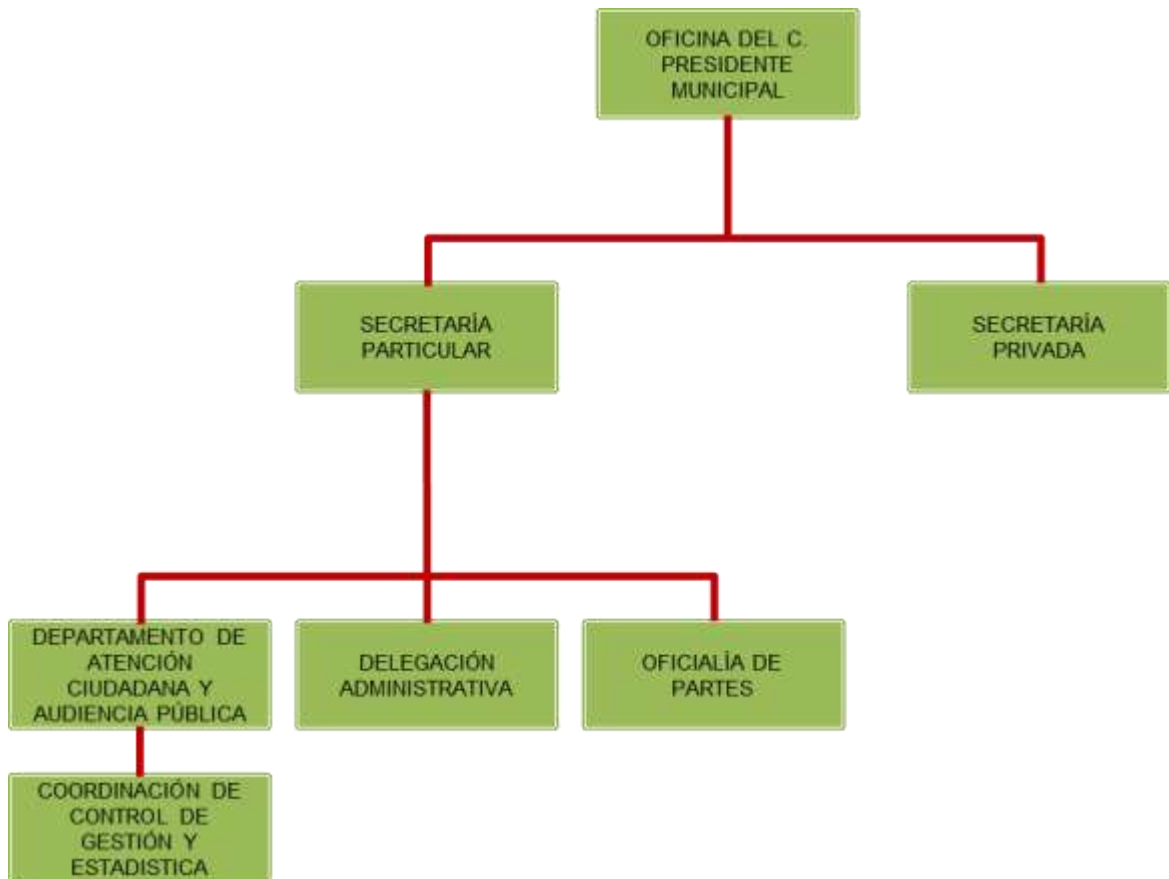 OFICINA DEL C.
PRESIDENTE
MUNICIPAL
SECRETARÍA
PARTICULAR
SECRETARÍA
PRIVADA
DEPARTAMENTO DE
ATENCIÓN
CIUDADANA Y
AUDIENCIA PÚBLICA
DELEGACIÓN
ADMINISTRATIVA
OFICIALÍA DE
PARTES
COORDINACIÓN DE
CONTROL DE
GESTIÓN Y
ESTADISTICA